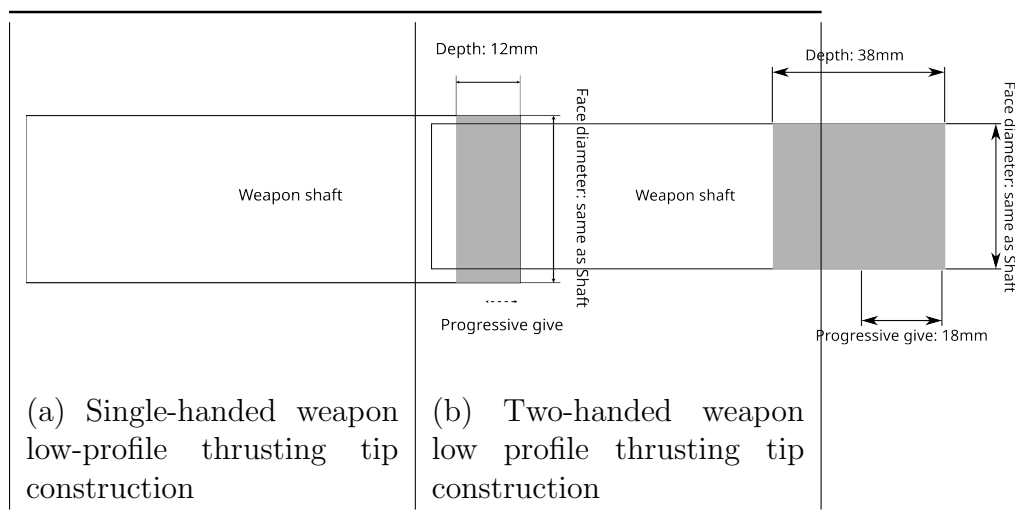 Depth: 12mm
Weapon shaft
Face diameter: same as Shaft
Progressive give
(a) Single-handed weapon
low-profile thrusting tip
construction
Depth: 38mm
Weapon shaft
Face diameter: same as Shaft
Progressive give: 18mm
(b) Two-handed weapon
low profile thrusting tip
construction